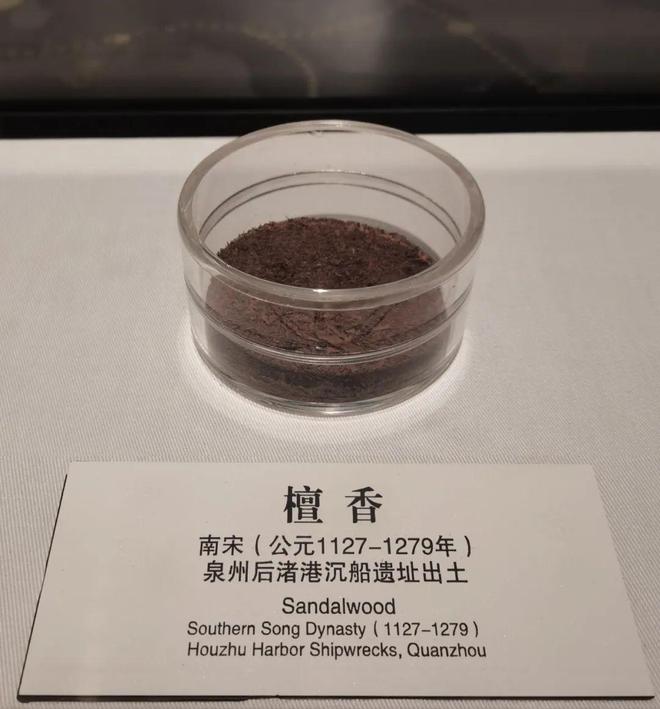 檀香
南宋（公元1127-1279年）
泉州后渚港沉船遗址出土
Sandalwood
Southern Song Dynasty（1127-1279）
Houzhu Harbor Shipwrecks, Quanzhou